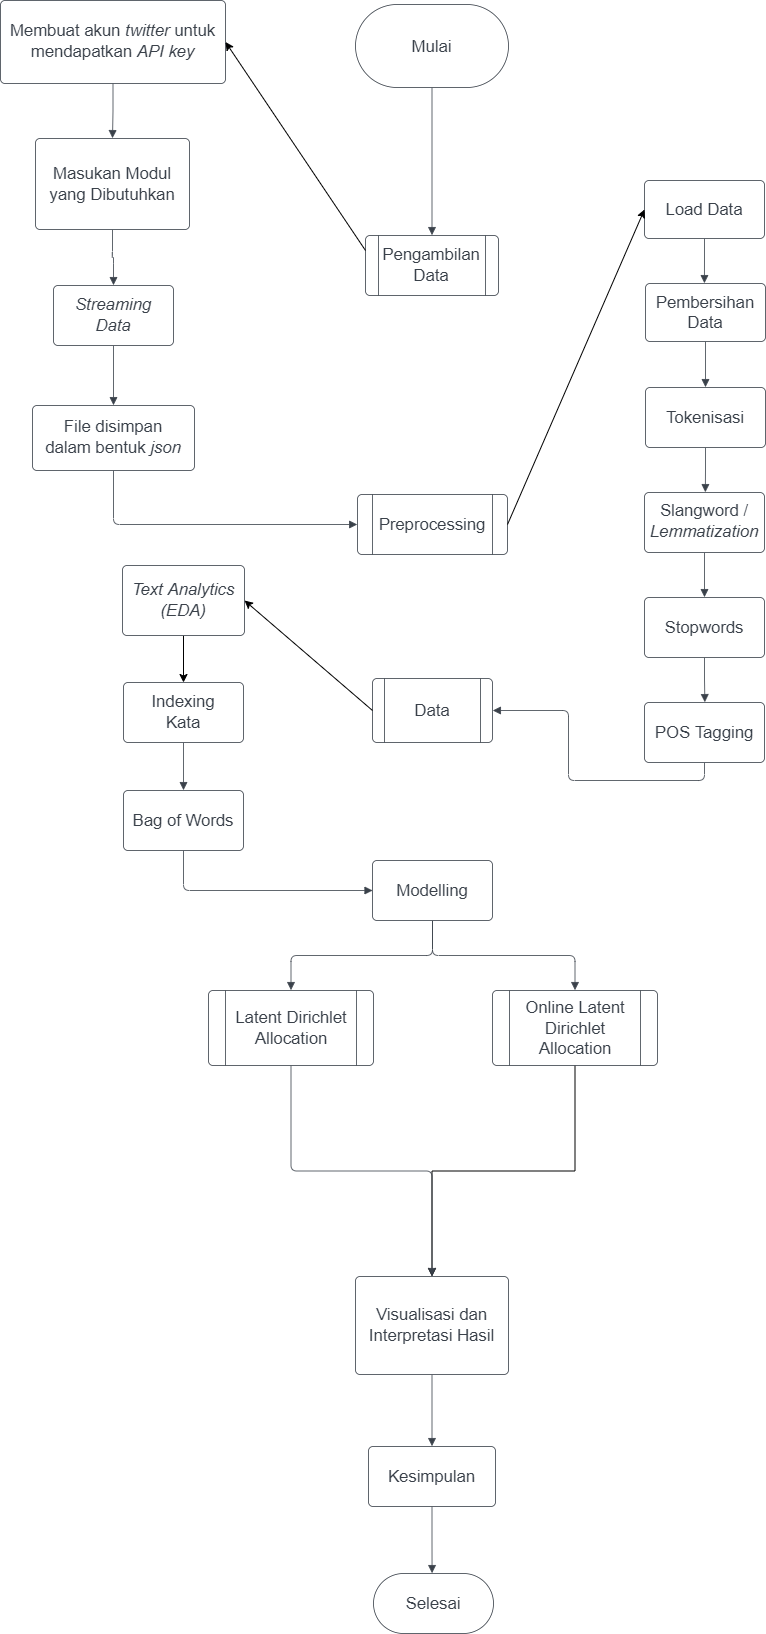 Mulai
Pengambilan
Data
Membuat akun twitter untuk
mendapatkan API key
Masukan Modul
yang Dibutuhkan
Streaming
Data
File disimpan
dalam bentuk json
Preprocessing
Load Data
Pembersihan
Data
Tokenisasi
Slangword /
Lemmatization
Stopwords
POS Tagging
Data
Text Analytics
(EDA)
Indexing
Kata
Bag of Words
Modelling
Latent Dirichlet
Allocation
Online Latent
Dirichlet
Allocation
Visualisasi dan
Interpretasi Hasil
Kesimpulan
Selesai